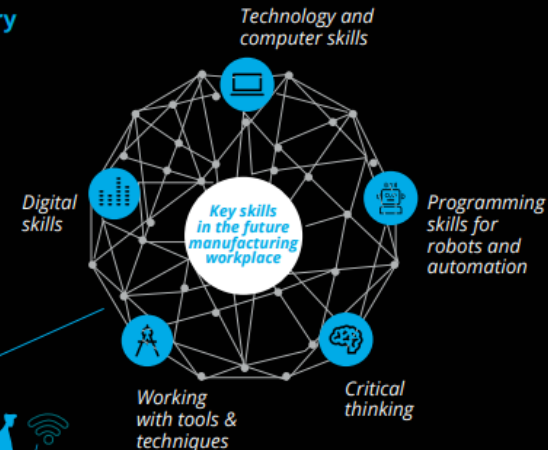 ry
Technology and
computer skills
Digital
skills
Key skills
in the future
manufacturing
workplace
Programming
skills for
robots and
automation
Working
with tools &
techniques
Critical
thinking